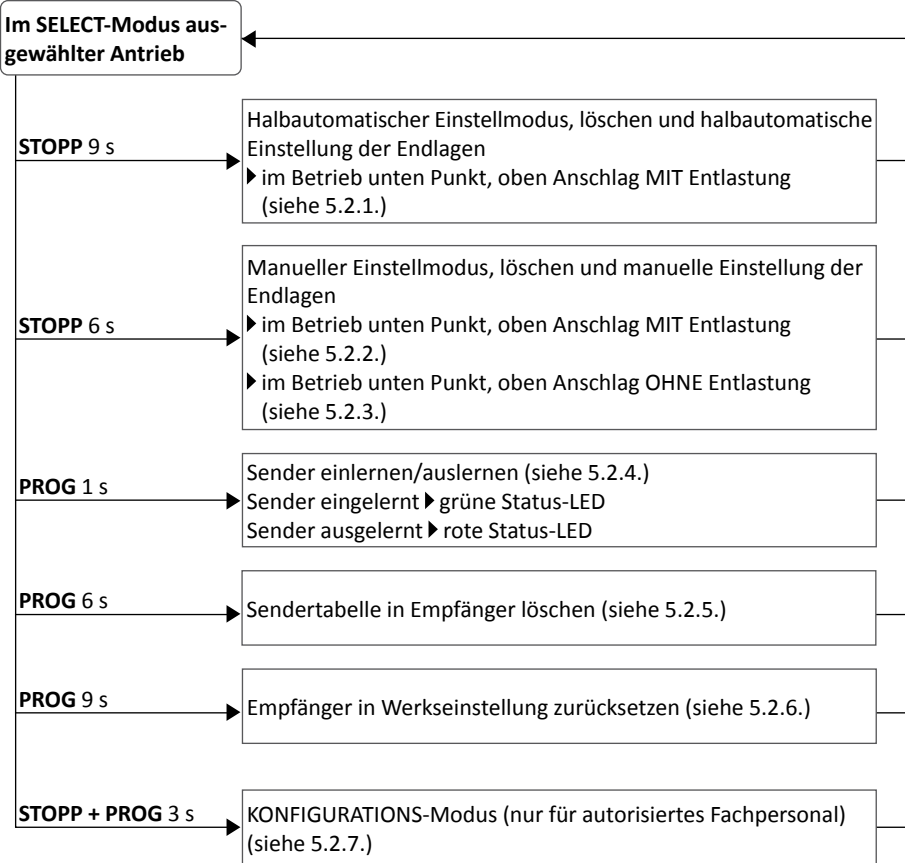 Im SELECT-Modus aus-
gewählter Antrieb
STOPP 9 s
Halbautomatischer Einstellmodus, löschen und halbautomatische
Einstellung der Endlagen
im Betrieb unten Punkt, oben Anschlag MIT Entlastung
(siehe 5.2.1.)
STOPP 6 s
Manueller Einstellmodus, löschen und manuelle Einstellung der
Endlagen
im Betrieb unten Punkt, oben Anschlag MIT Entlastung
(siehe 5.2.2.)
im Betrieb unten Punkt, oben Anschlag OHNE Entlastung
(siehe 5.2.3.)
PROG 1 s
Sender einlernen/auslernen (siehe 5.2.4.)
Sender eingelernt grüne Status-LED
Sender ausgelernt rote Status-LED
PROG 6 s
Sendertabelle in Empfänger löschen (siehe 5.2.5.)
PROG 9 s
Empfänger in Werkseinstellung zurücksetzen (siehe 5.2.6.)
STOPP + PROG 3 s
KONFIGURATIONS-Modus (nur für autorisiertes Fachpersonal)
(siehe 5.2.7.)